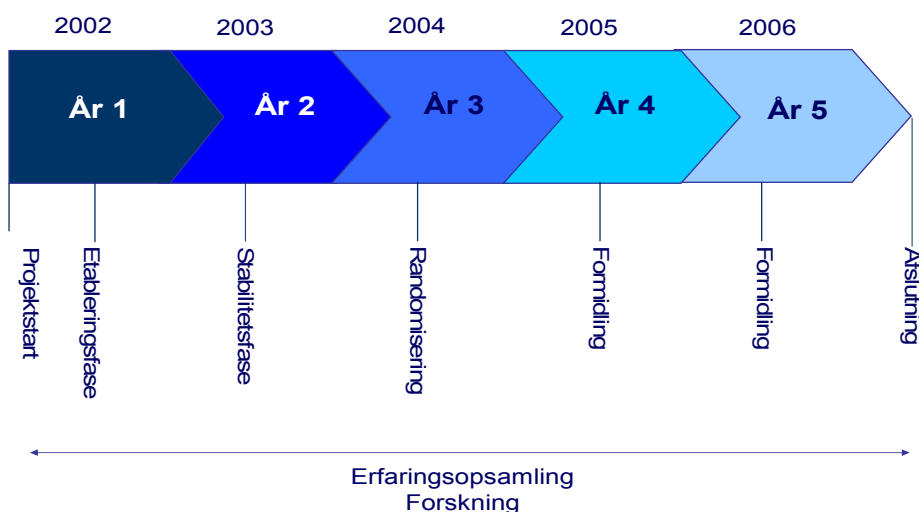 2002 2003 2004 2005 2006
År 1 År 2 År 3 År 4 År 5
Projektstart
Etableringsfase
Stabilitetsfase
Randomisering
Formidling
Formidling
Afslutning
Erfaringsopsamling
Forskning